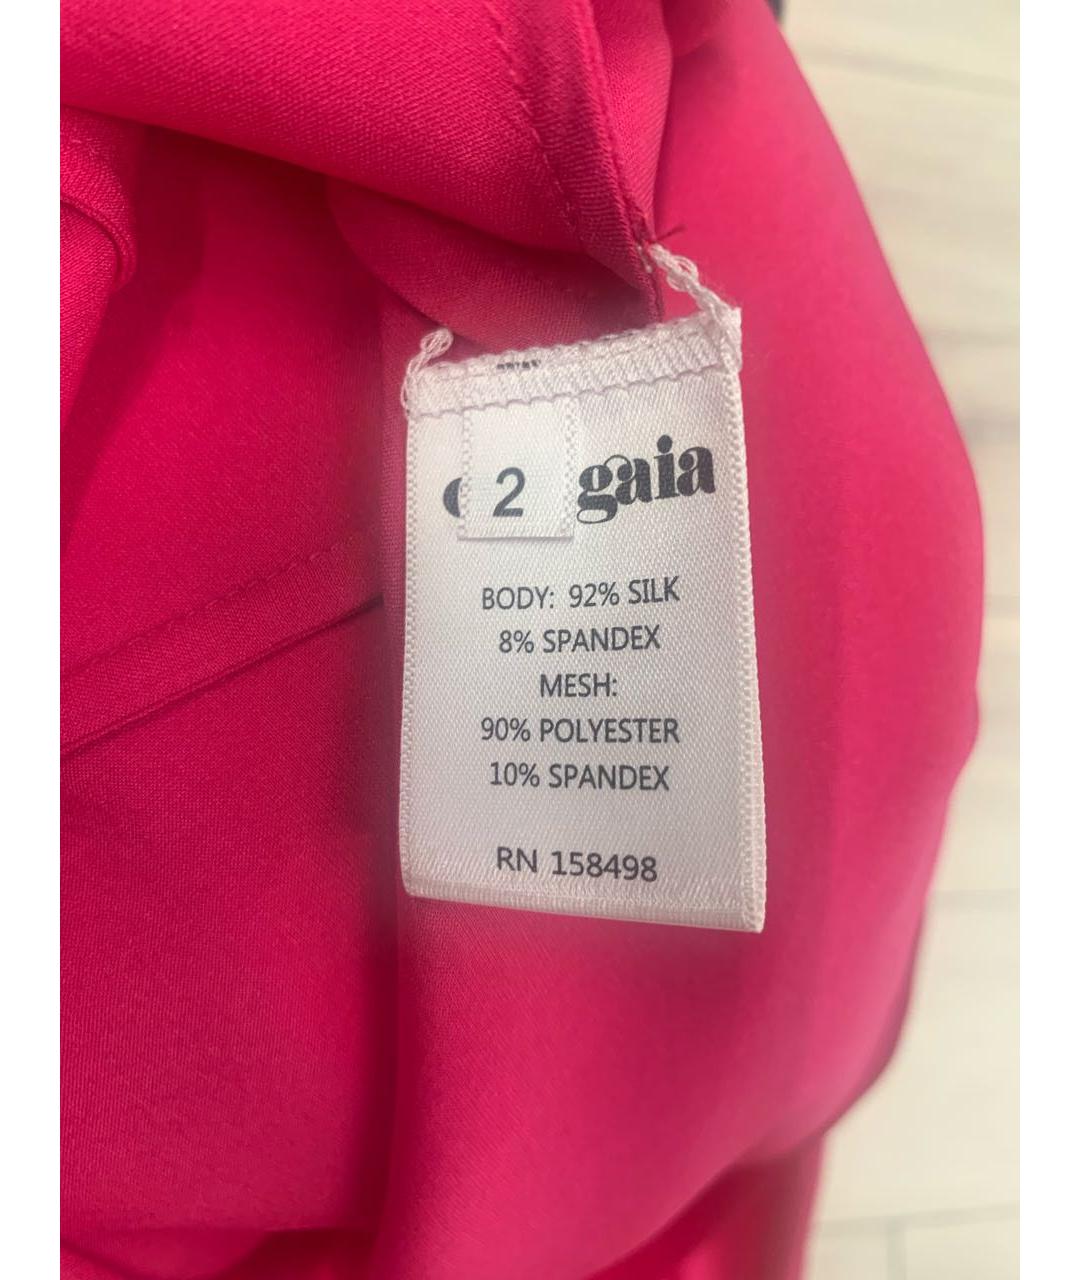 2
gaia
BODY: 92% SILK
8% SPANDEX
MESH:
90% POLYESTER
10% SPANDEX
RN 158498